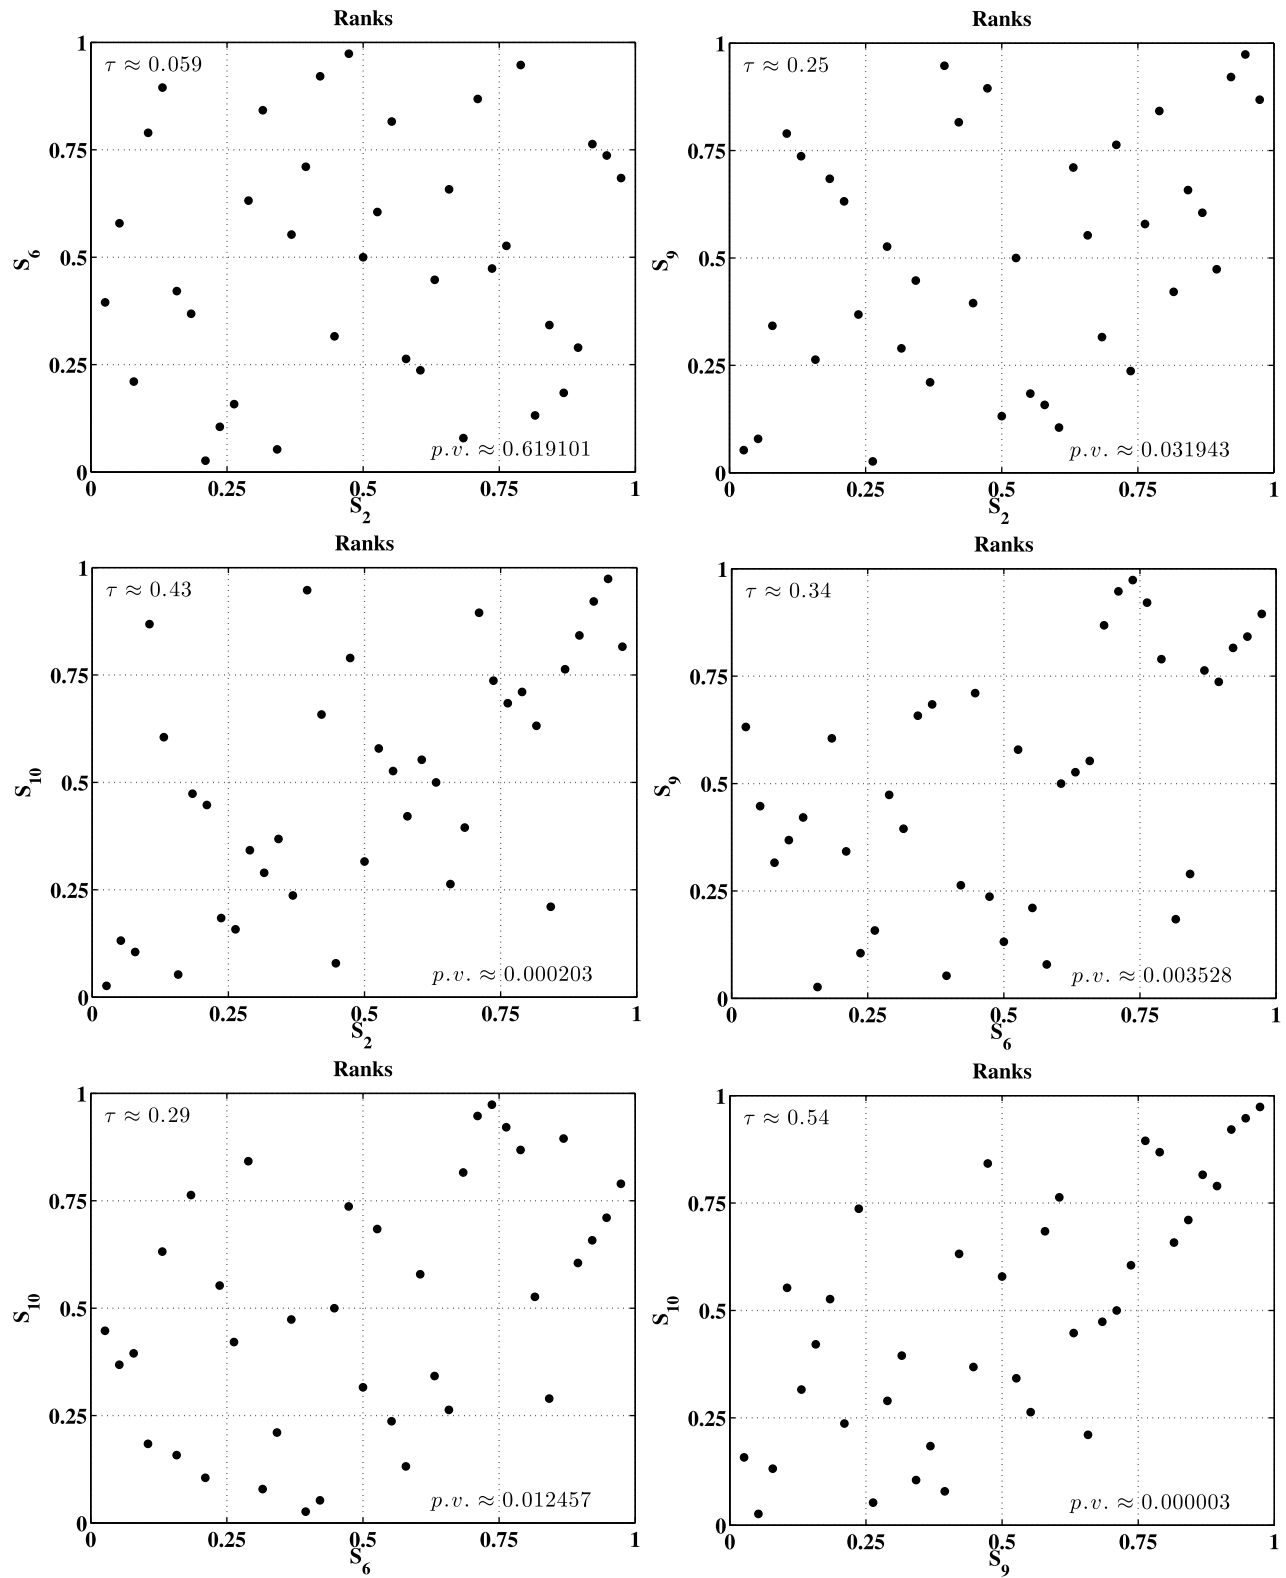 Ranks
τ ≈ 0.059
1
0.75
0.5
0.25
0
S6
p.v. ≈ 0.619101
0 0.25 0.5 0.75 1
S2
Ranks
τ ≈ 0.25
1
0.75
0.5
0.25
0
S9
p.v. ≈ 0.031943
0 0.25 0.5 0.75 1
S2
Ranks
τ ≈ 0.43
1
0.75
0.5
0.25
0
S10
p.v. ≈ 0.000203
0 0.25 0.5 0.75 1
S2
Ranks
τ ≈ 0.34
1
0.75
0.5
0.25
0
S9
p.v. ≈ 0.003528
0 0.25 0.5 0.75 1
S6
Ranks
τ ≈ 0.29
1
0.75
0.5
0.25
0
S10
p.v. ≈ 0.012457
0 0.25 0.5 0.75 1
S6
Ranks
τ ≈ 0.54
1
0.75
0.5
0.25
0
S10
p.v. ≈ 0.000003
0 0.25 0.5 0.75 1
S9